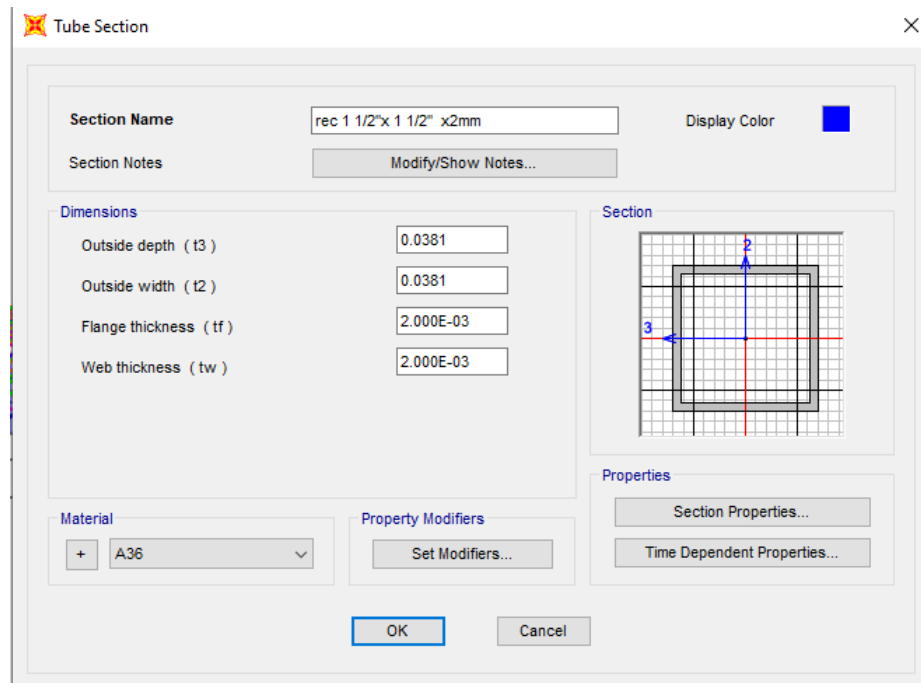 Tube Section
Section Name
rec 1 1/2"x 1 1/2"  x2mm
Display Color
Section Notes
Modify/Show Notes...
Dimensions
Outside depth  ( t3 )
0.0381
Outside width  ( t2 )
0.0381
Flange thickness  ( tf )
2.000E-03
Web thickness  ( tw )
2.000E-03
Section
2
3
Properties
Section Properties...
Time Dependent Properties...
Material
+
A36
Property Modifiers
Set Modifiers...
OK
Cancel